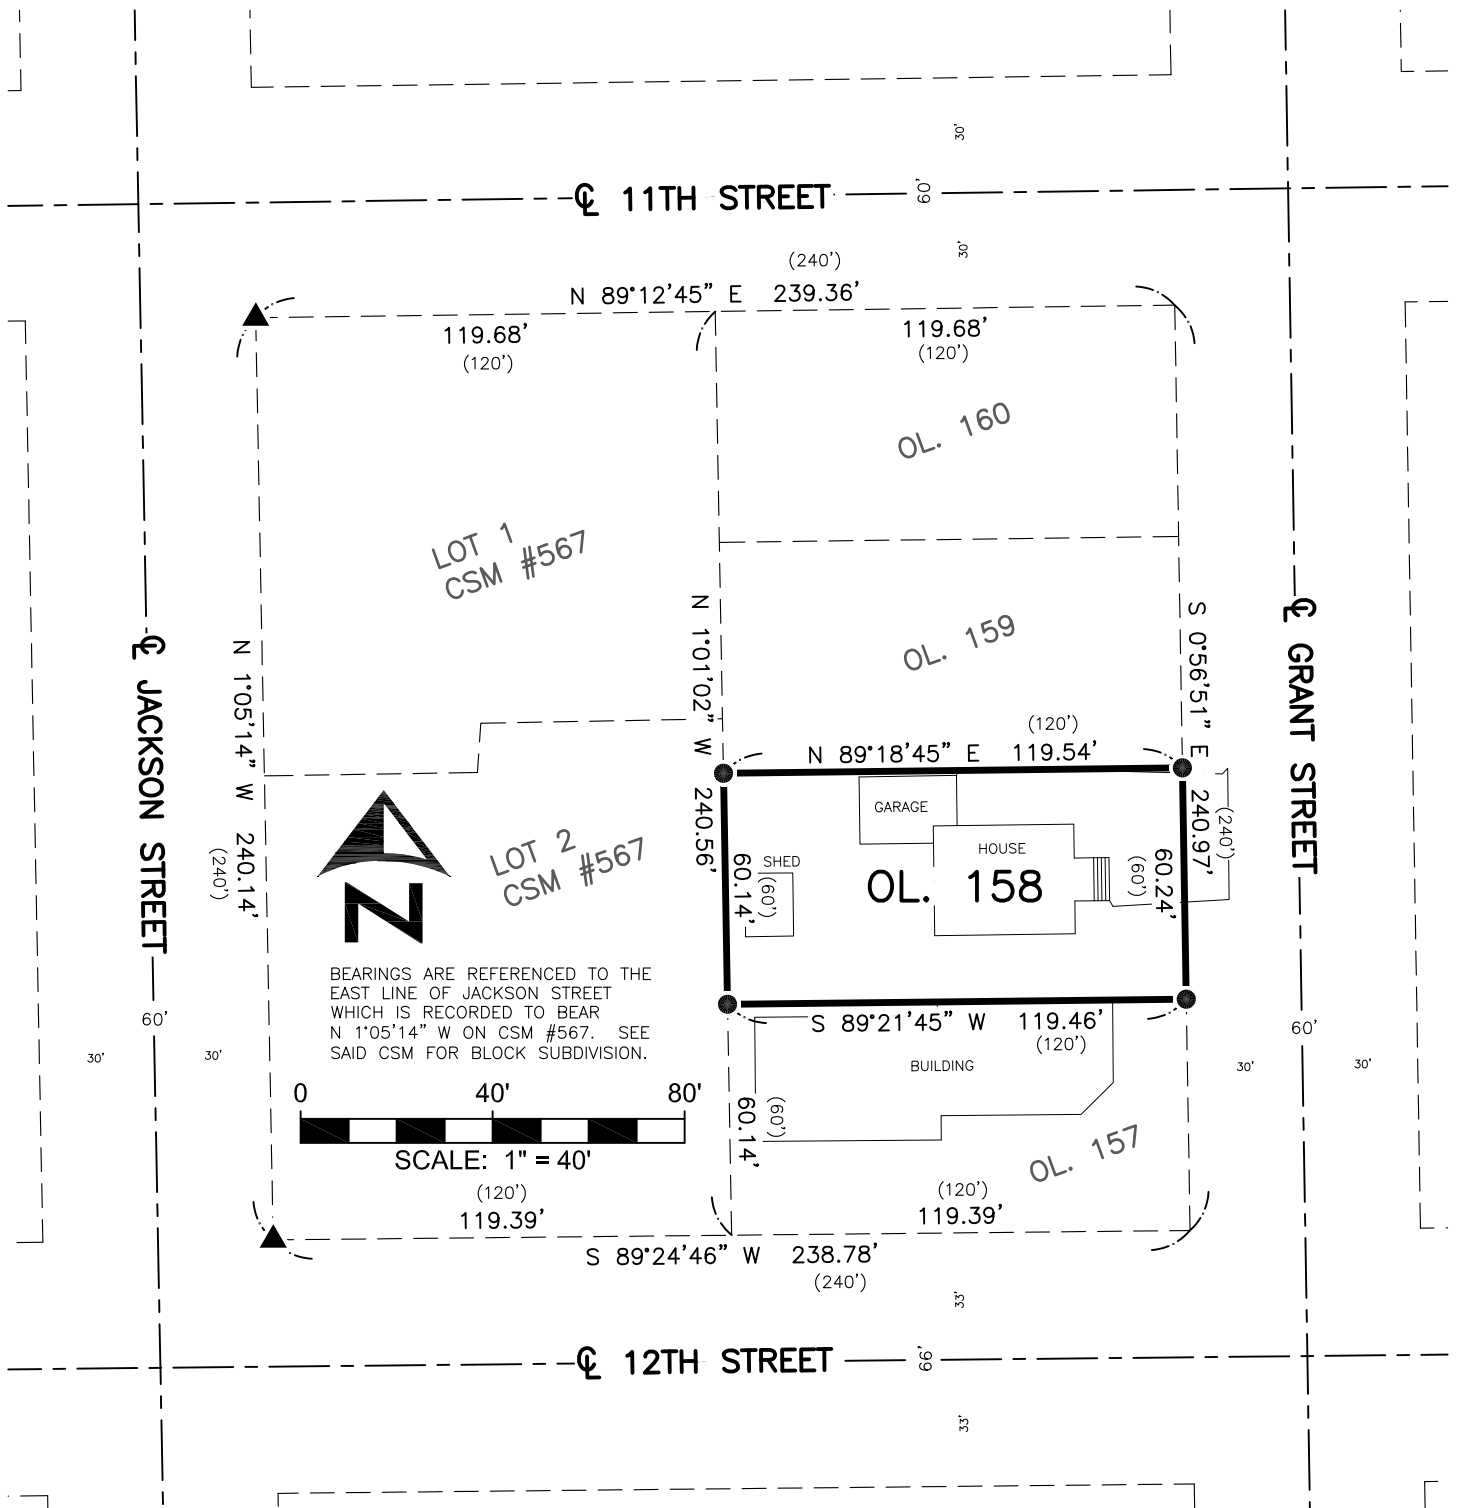 30'
℄ 11TH STREET
60'
30'
(240')
N 89°12'45" E 239.36'
119.68'
(120')
119.68'
(120')
OL. 160
LOT 1
CSM #567
OL. 159
℄ JACKSON STREET
N 1°05'14" W 240.14'
(240')
N 1°01'02" W 240.56'
S 0°56'51" E 240.97'
(240')
℄ GRANT STREET
(120')
N 89°18'45" E 119.54'
GARAGE
HOUSE
SHED
OL. 158
60.14'
(60')
(60')
60.24'
LOT 2
CSM #567
N
BEARINGS ARE REFERENCED TO THE
EAST LINE OF JACKSON STREET
WHICH IS RECORDED TO BEAR
N 1°05'14" W ON CSM #567. SEE
SAID CSM FOR BLOCK SUBDIVISION.
S 89°21'45" W 119.46'
(120')
BUILDING
60'
30'
30'
60'
30'
30'
0 40' 80'
SCALE: 1" = 40'
60.14'
(60')
OL. 157
(120')
119.39'
(120')
119.39'
S 89°24'46" W 238.78'
(240')
33'
℄ 12TH STREET
66'
33'